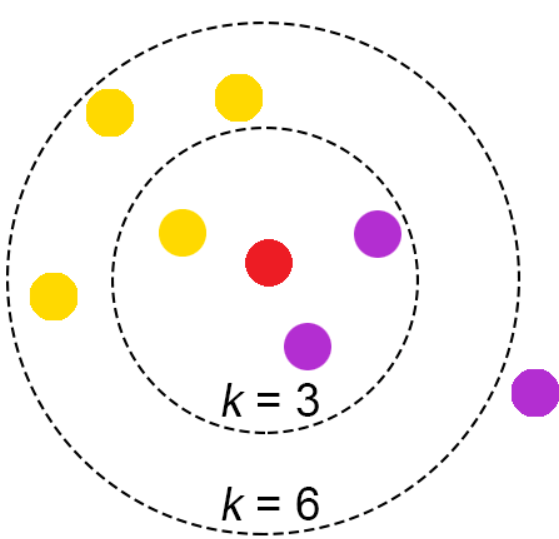 k = 3
k = 6